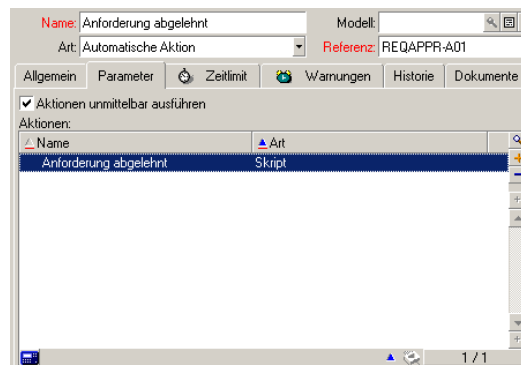 Name: Anforderung abgelehnt Modell:
Art: Automatische Aktion Referenz: REQAPPR-A01
Allgemein Parameter Zeitlimit Warnungen Historie Dokumente
Aktionen unmittelbar ausführen
Aktionen:
Name Art
Anforderung abgelehnt Skript
1 / 1